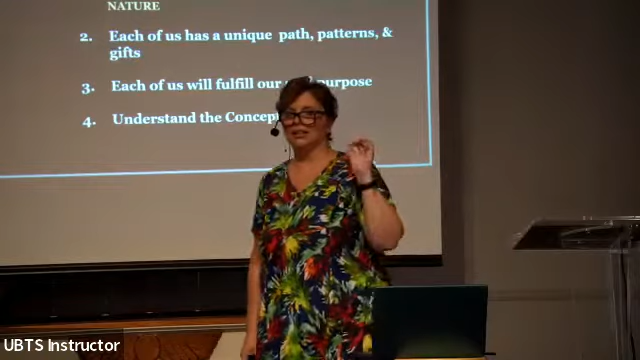 NATURE
2. Each of us has a unique path, patterns, &
gifts
3. Each of us will fulfill our purpose
4. Understand the Concept
UBTS Instructor